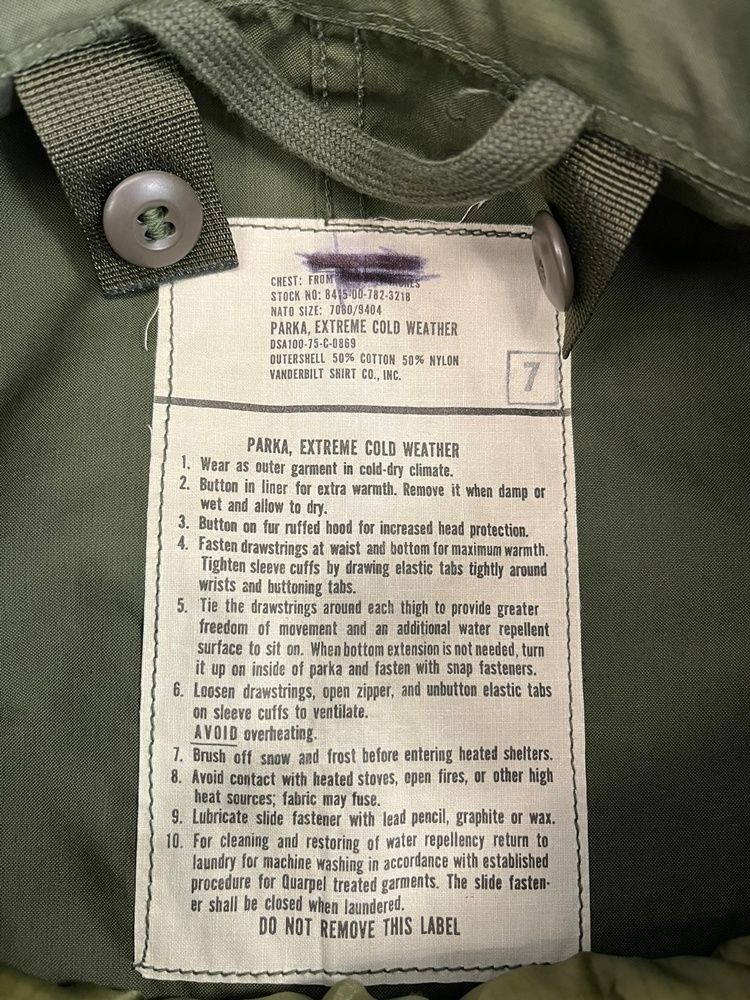 CHEST: FROM
STOCK NO: 8415-00-782-3218
NATO SIZE: 7080/9404
PARKA, EXTREME COLD WEATHER
DSA100-75-C-0869
OUTERSHELL 50% COTTON 50% NYLON
VANDERBILT SHIRT CO., INC.
7
PARKA, EXTREME COLD WEATHER
1. Wear as outer garment in cold-dry climate.
2. Button in liner for extra warmth. Remove it when damp or
wet and allow to dry.
3. Button on fur ruffed hood for increased head protection.
4. Fasten drawstrings at waist and bottom for maximum warmth.
Tighten sleeve cuffs by drawing elastic tabs tightly around
wrists and buttoning tabs.
5. Tie the drawstrings around each thigh to provide greater
freedom of movement and an additional water repellent
surface to sit on. When bottom extension is not needed, turn
it up on inside of parka and fasten with snap fasteners.
6. Loosen drawstrings, open zipper, and unbutton elastic tabs
on sleeve cuffs to ventilate.
AVOID overheating.
7. Brush off snow and frost before entering heated shelters.
8. Avoid contact with heated stoves, open fires, or other high
heat sources; fabric may fuse.
9. Lubricate slide fastener with lead pencil, graphite or wax.
10. For cleaning and restoring of water repellency return to
laundry for machine washing in accordance with established
procedure for Quarpel treated garments. The slide fasten-
er shall be closed when laundered.
DO NOT REMOVE THIS LABEL